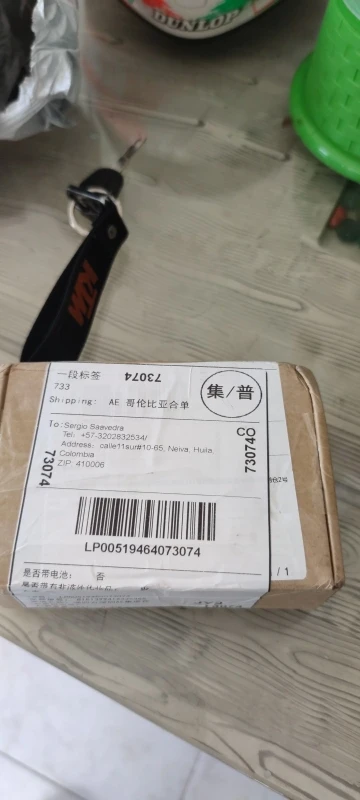 DUNLOP
KTM
一段标签
73074
733
Shipping: AE 哥伦比亚合单
集/普
To:Sergio Saavedra
Tel: +57-3202832534/
Address: calle11sur#10-65, Neiva, Huila,
Colombia
ZIP: 410006
73074
CO
73074
LP00519464073074
/ 1
是否带电池: 否